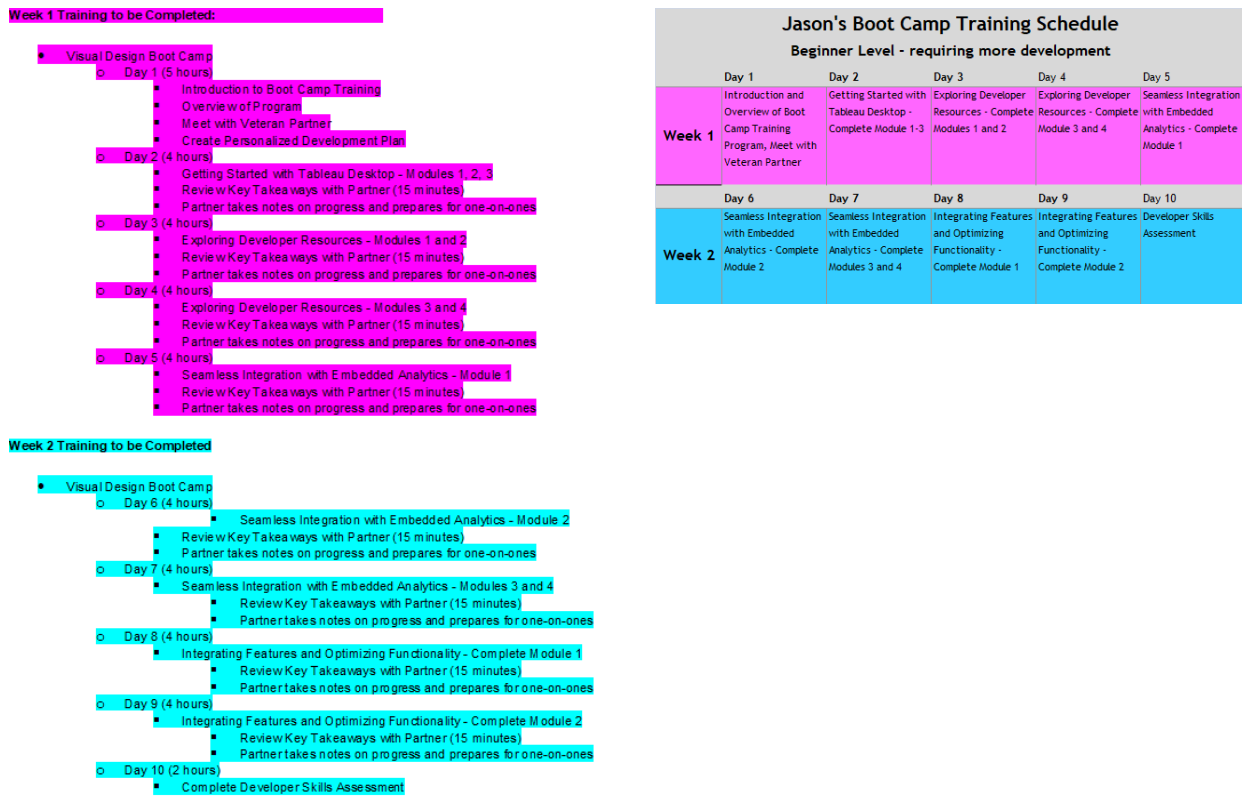 Week 1 Training to be Completed:
• Visual Design Boot Camp
o Day 1 (5 hours)
▪ Introduction to Boot Camp Training
▪ Overview of Program
▪ Meet with Veteran Partner
▪ Create Personalized Development Plan
o Day 2 (4 hours)
▪ Getting Started with Tableau Desktop - Modules 1, 2, 3
▪ Review Key Takeaways with Partner (15 minutes)
▪ Partner takes notes on progress and prepares for one-on-ones
o Day 3 (4 hours)
▪ Exploring Developer Resources - Modules 1 and 2
▪ Review Key Takeaways with Partner (15 minutes)
▪ Partner takes notes on progress and prepares for one-on-ones
o Day 4 (4 hours)
▪ Exploring Developer Resources - Modules 3 and 4
▪ Review Key Takeaways with Partner (15 minutes)
▪ Partner takes notes on progress and prepares for one-on-ones
o Day 5 (4 hours)
▪ Seamless Integration with Embedded Analytics - Module 1
▪ Review Key Takeaways with Partner (15 minutes)
▪ Partner takes notes on progress and prepares for one-on-ones
Week 2 Training to be Completed
• Visual Design Boot Camp
o Day 6 (4 hours)
▪ Seamless Integration with Embedded Analytics - Module 2
▪ Review Key Takeaways with Partner (15 minutes)
▪ Partner takes notes on progress and prepares for one-on-ones
o Day 7 (4 hours)
▪ Seamless Integration with Embedded Analytics - Modules 3 and 4
▪ Review Key Takeaways with Partner (15 minutes)
▪ Partner takes notes on progress and prepares for one-on-ones
o Day 8 (4 hours)
▪ Integrating Features and Optimizing Functionality - Complete Module 1
▪ Review Key Takeaways with Partner (15 minutes)
▪ Partner takes notes on progress and prepares for one-on-ones
o Day 9 (4 hours)
▪ Integrating Features and Optimizing Functionality - Complete Module 2
▪ Review Key Takeaways with Partner (15 minutes)
▪ Partner takes notes on progress and prepares for one-on-ones
o Day 10 (2 hours)
▪ Complete Developer Skills Assessment
Jason's Boot Camp Training Schedule
Beginner Level - requiring more development
Day 1 Day 2 Day 3 Day 4 Day 5
Week 1
Introduction and
Overview of Boot
Camp Training
Program, Meet with
Veteran Partner
Getting Started with
Tableau Desktop -
Complete Module 1-3
Exploring Developer
Resources - Complete
Modules 1 and 2
Exploring Developer
Resources - Complete
Module 3 and 4
Seamless Integration
with Embedded
Analytics - Complete
Module 1
Day 6 Day 7 Day 8 Day 9 Day 10
Week 2
Seamless Integration
with Embedded
Analytics - Complete
Module 2
Seamless Integration
with Embedded
Analytics - Complete
Modules 3 and 4
Integrating Features
and Optimizing
Functionality -
Complete Module 1
Integrating Features
and Optimizing
Functionality -
Complete Module 2
Developer Skills
Assessment